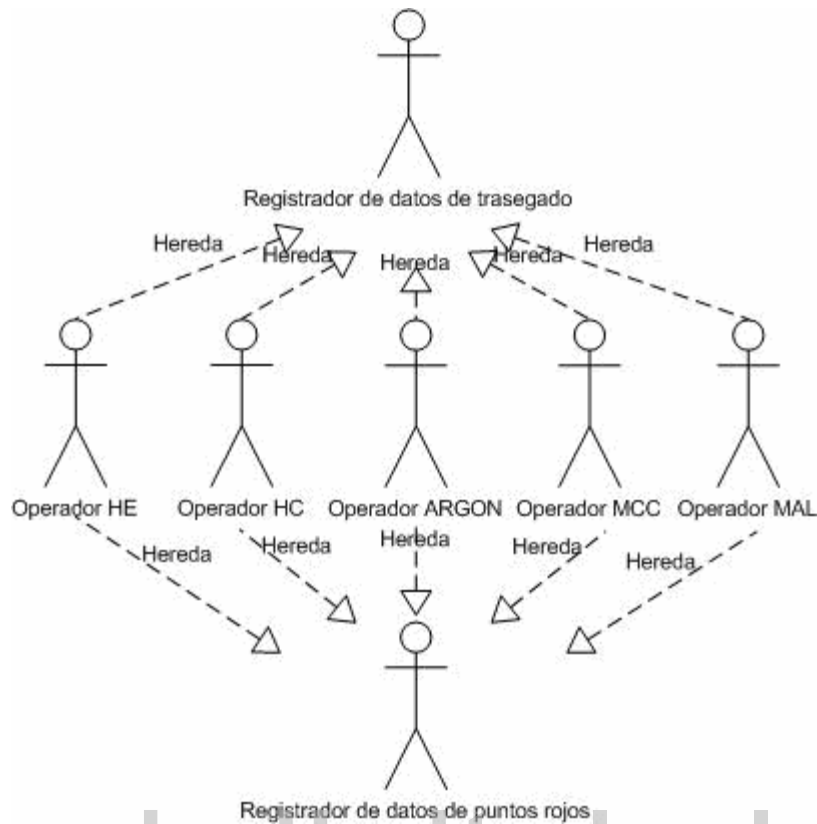 Registrador de datos de trasegado
Hereda
Hereda
Hereda
Hereda
Hereda
Operador HE
Operador HC
Operador ARGON
Operador MCC
Operador MAL
Hereda
Hereda
Hereda
Hereda
Hereda
Registrador de datos de puntos rojos